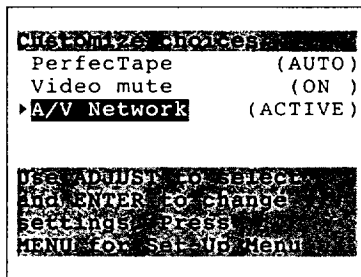 Customize choices
PerfecTape (AUTO)
Video mute (ON )
▸A/V Network (ACTIVE)
Use ADJUST to select
and ENTER to change
settings. Press
MENU for Set-Up Menu